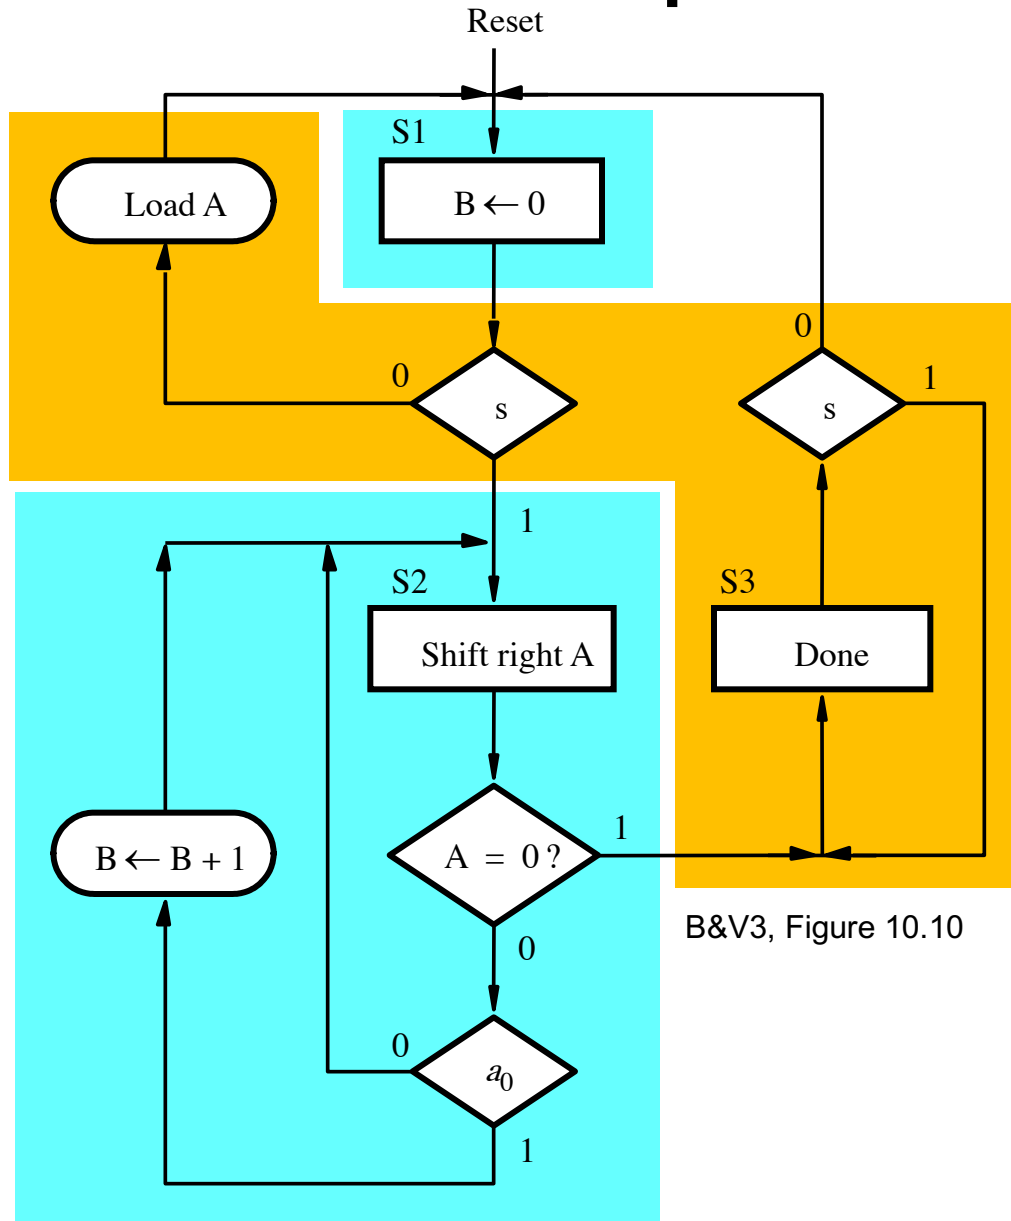 Reset
S1
Load A
B ← 0
0
0
1
s
s
1
S2
S3
Shift right A
Done
1
B ← B + 1
A = 0 ?
B&V3, Figure 10.10
0
0
a0
1